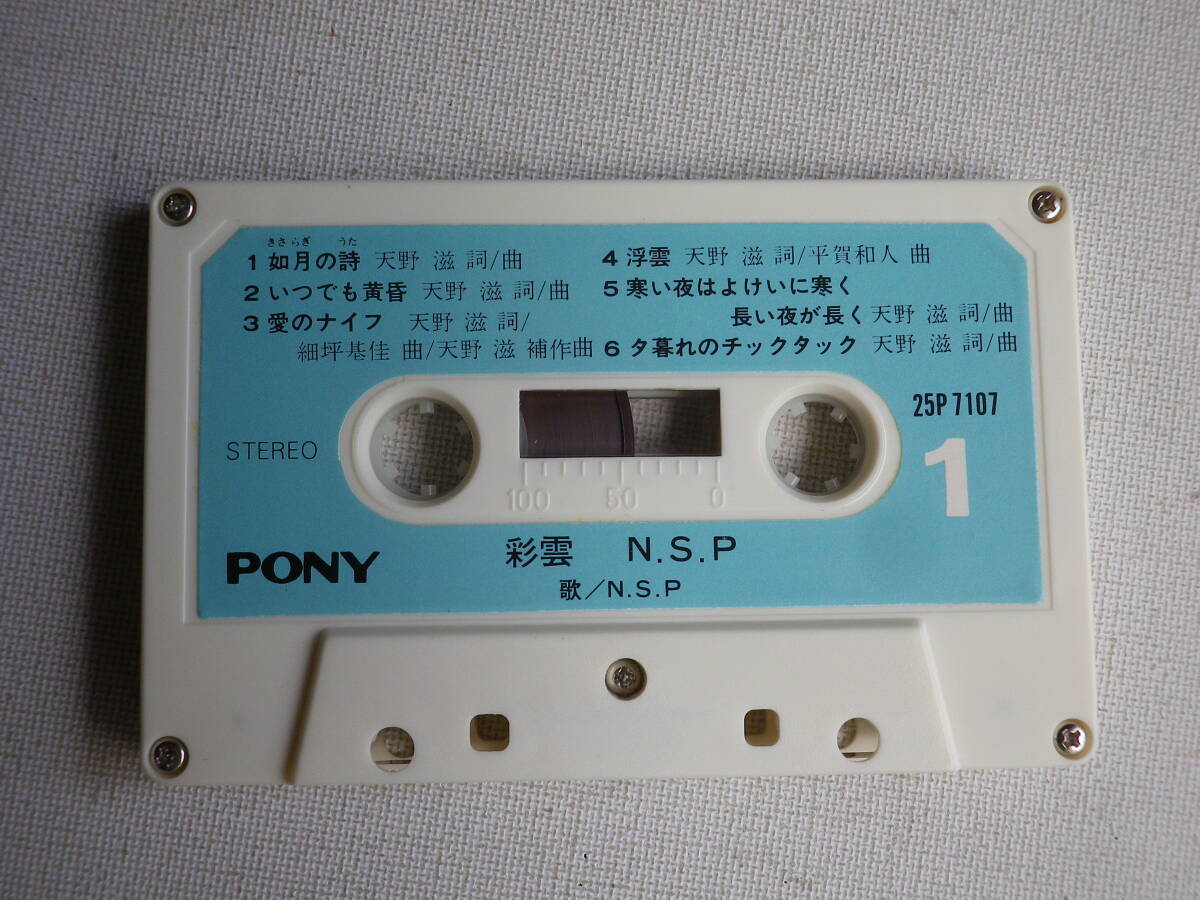 きさらぎ うた
1 如月の詩 天野 滋 詞/曲
2 いつでも黄昏 天野 滋 詞/曲
3 愛のナイフ 天野 滋 詞/
細坪基佳 曲/天野 滋 補作曲
4 浮雲 天野 滋 詞/平賀和人 曲
5 寒い夜はよけいに寒く
長い夜が長く 天野 滋 詞/曲
6 夕暮れのチックタック 天野 滋 詞/曲
25P7107
STEREO
1
100 50 0
PONY
彩雲 N.S.P
歌/N.S.P